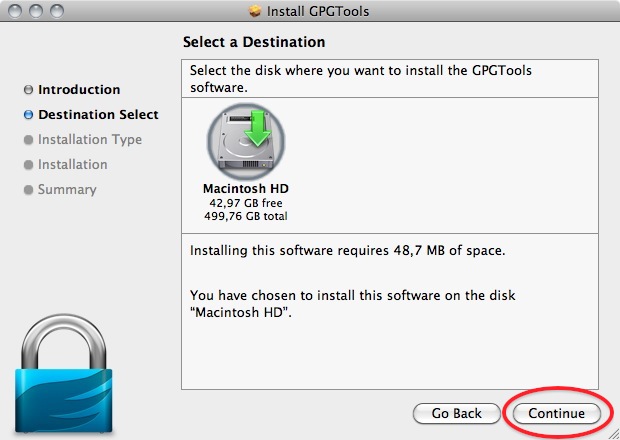 Install GPGTools
Select a Destination
Introduction
Destination Select
Installation Type
Installation
Summary
Select the disk where you want to install the GPGTools
software.
Macintosh HD
42,97 GB free
499,76 GB total
Installing this software requires 48,7 MB of space.
You have chosen to install this software on the disk
“Macintosh HD”.
Go Back
Continue